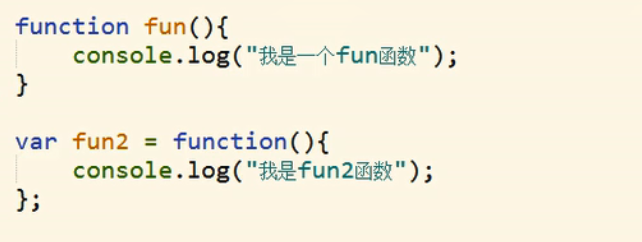 function fun(){
console.log("我是一个fun函数");
}
var fun2 = function(){
console.log("我是fun2函数");
};